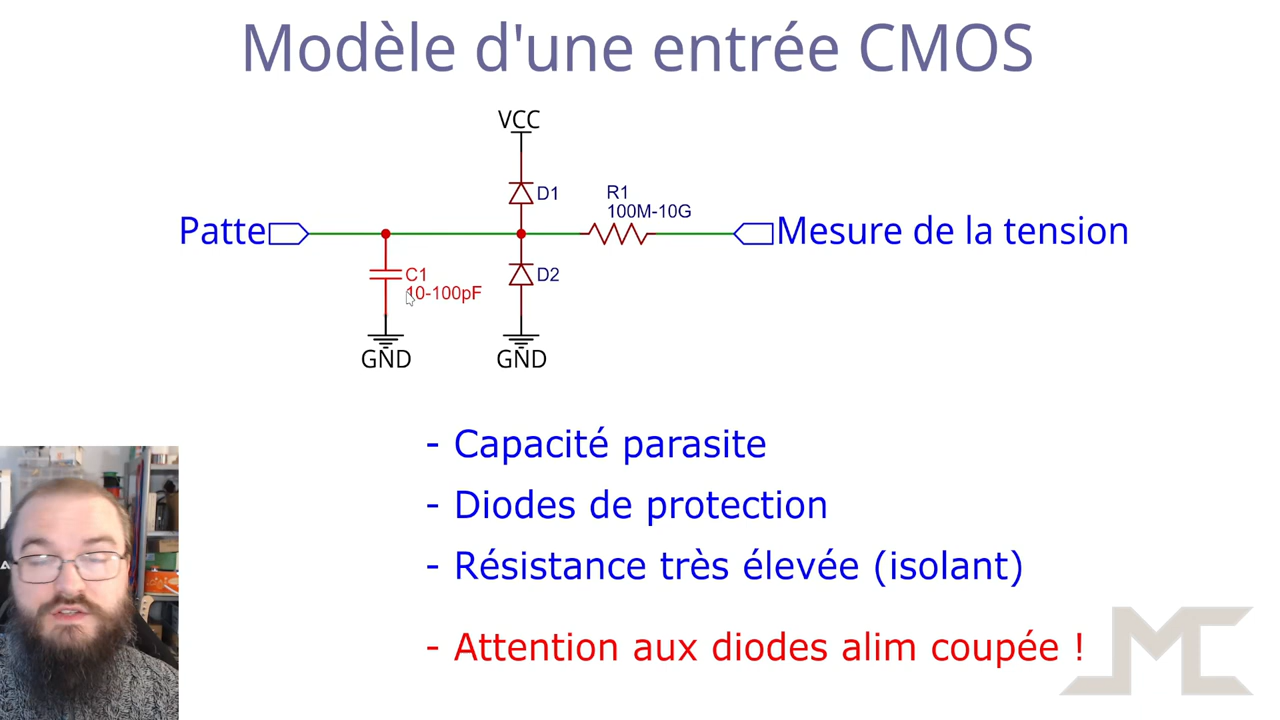 Modèle d'une entrée CMOS
VCC
D1
R1
100M-10G
Patte
Mesure de la tension
C1
10-100pF
D2
GND
GND
- Capacité parasite
- Diodes de protection
- Résistance très élevée (isolant)
- Attention aux diodes alim coupée !
MC